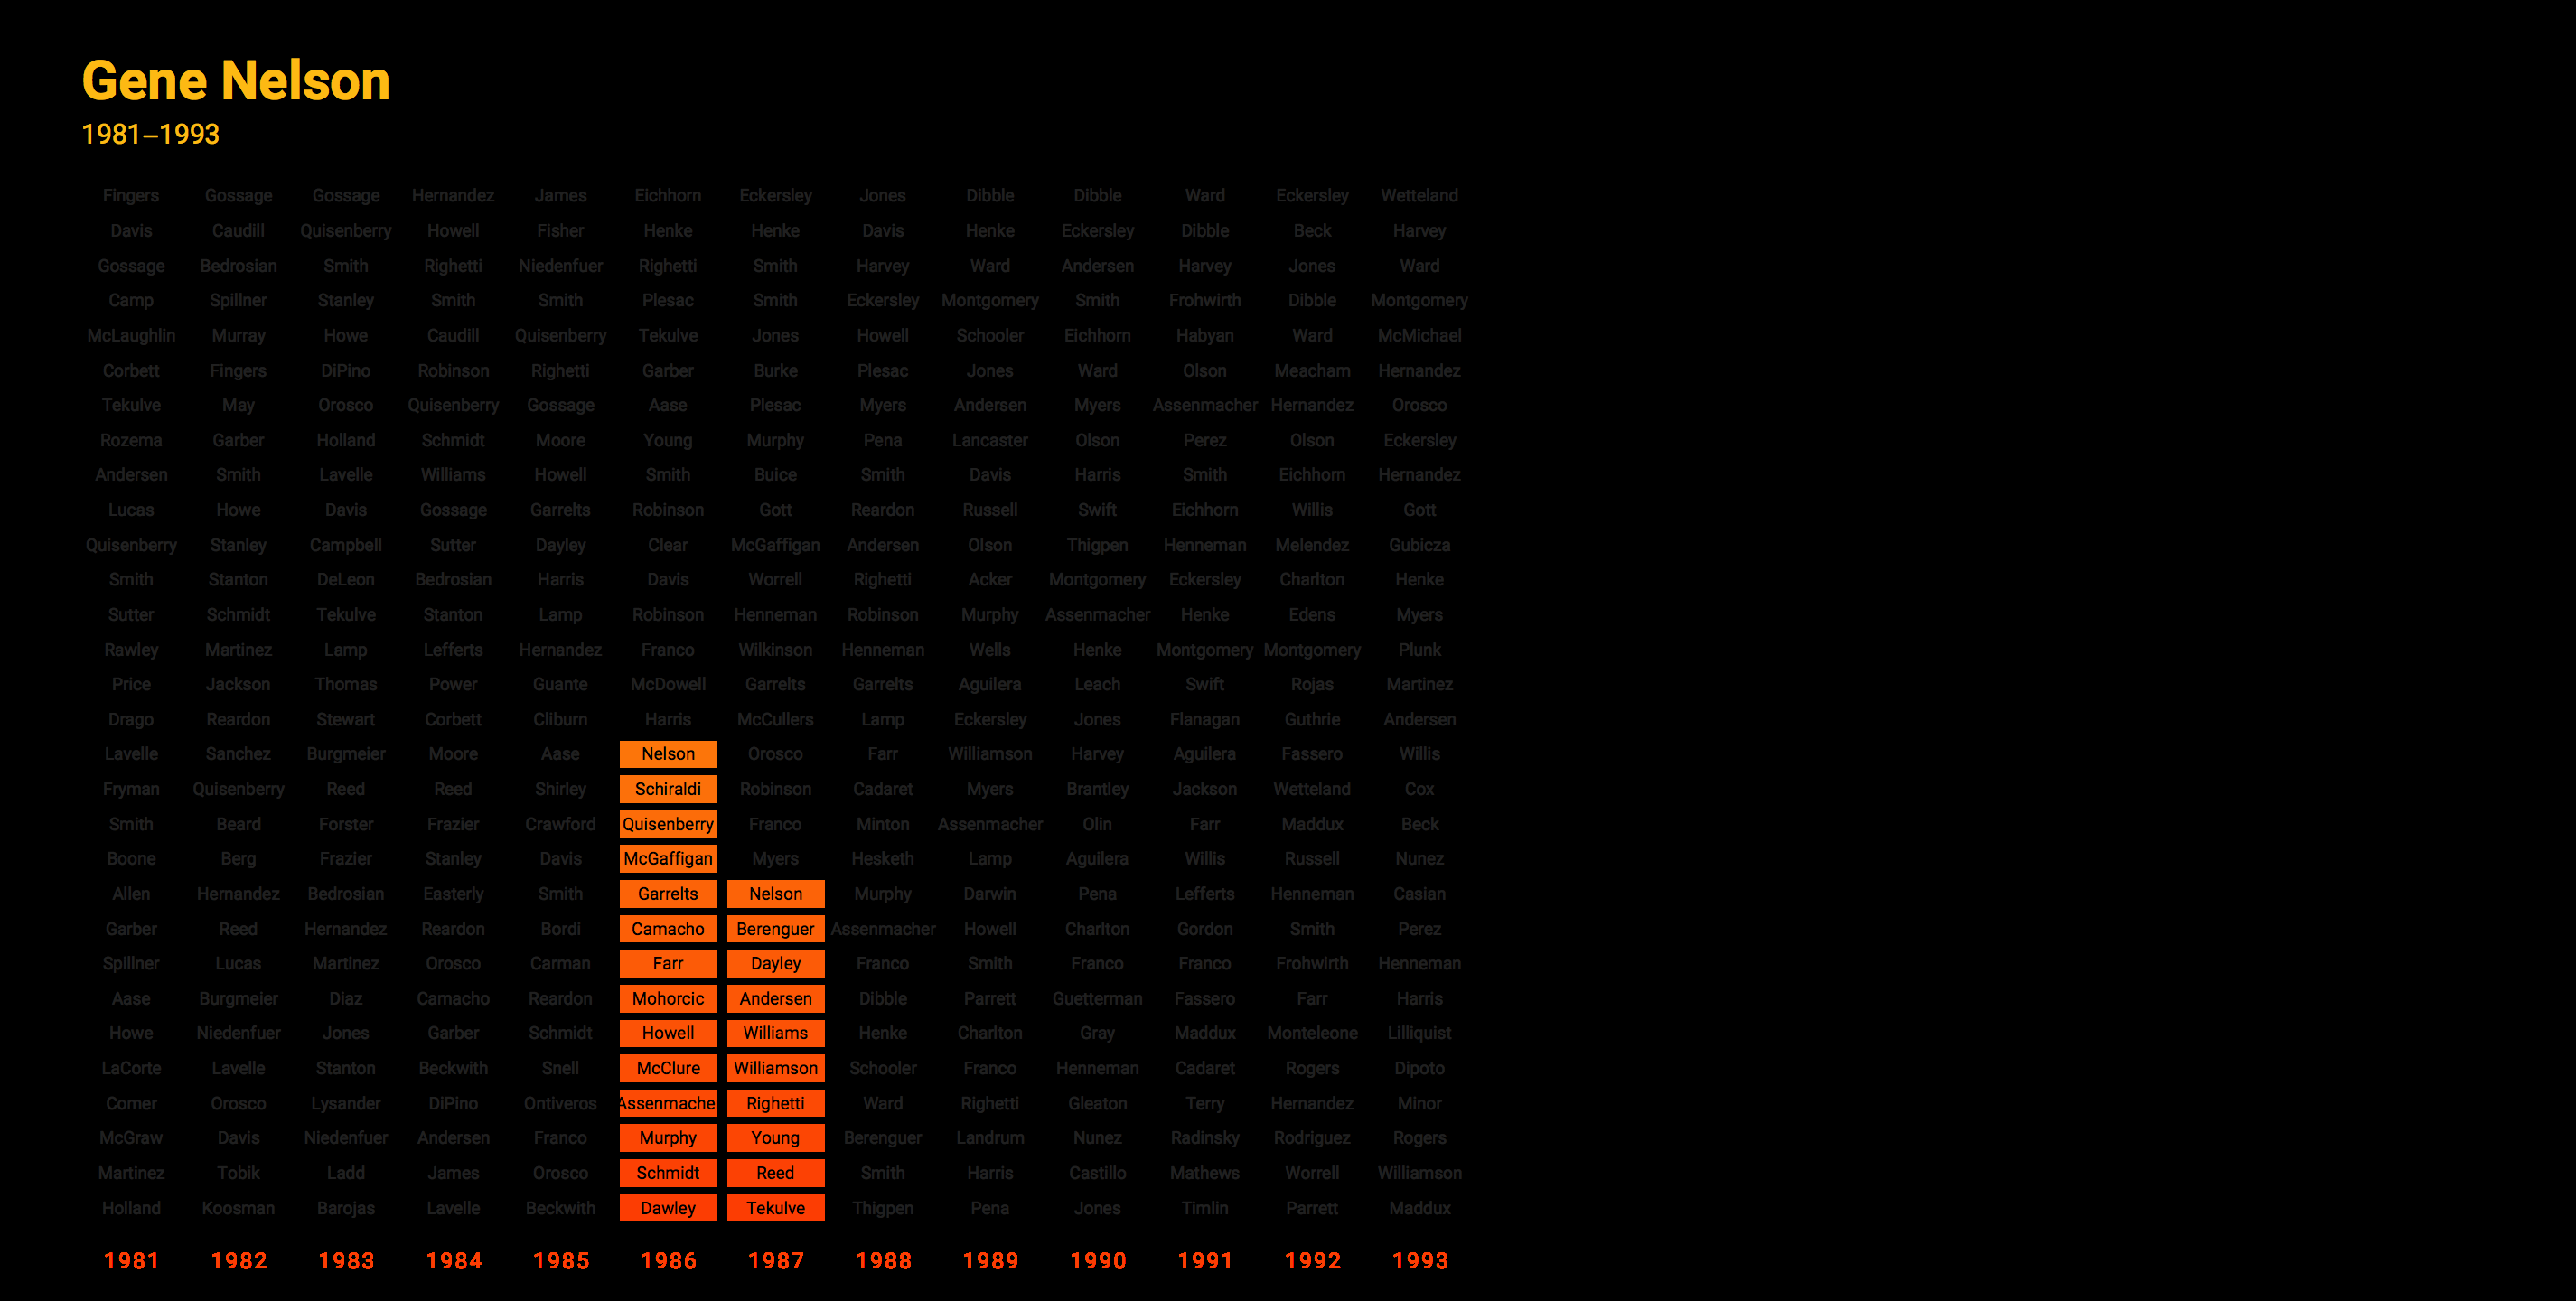 Gene Nelson
1981–1993
Fingers Gossage Gossage Hernandez James Eichhorn Eckersley Jones Dibble Dibble Ward Eckersley Wetteland
Davis Caudill Quisenberry Howell Fisher Henke Henke Davis Henke Eckersley Dibble Beck Harvey
Gossage Bedrosian Smith Righetti Niedenfuer Righetti Smith Harvey Ward Andersen Harvey Jones Ward
Camp Spillner Stanley Smith Smith Plesac Smith Eckersley Montgomery Smith Frohwirth Dibble Montgomery
McLaughlin Murray Howe Caudill Quisenberry Tekulve Jones Howell Schooler Eichhorn Habyan Ward McMichael
Corbett Fingers DiPino Robinson Righetti Garber Burke Plesac Jones Ward Olson Meacham Hernandez
Tekulve May Orosco Quisenberry Gossage Aase Plesac Myers Andersen Myers Assenmacher Hernandez Orosco
Rozema Garber Holland Schmidt Moore Young Murphy Pena Lancaster Olson Perez Olson Eckersley
Andersen Smith Lavelle Williams Howell Smith Buice Smith Davis Harris Smith Eichhorn Hernandez
Lucas Howe Davis Gossage Garrelts Robinson Gott Reardon Russell Swift Eichhorn Willis Gott
Quisenberry Stanley Campbell Sutter Dayley Clear McGaffigan Andersen Olson Thigpen Henneman Melendez Gubicza
Smith Stanton DeLeon Bedrosian Harris Davis Worrell Righetti Acker Montgomery Eckersley Charlton Henke
Sutter Schmidt Tekulve Stanton Lamp Robinson Henneman Robinson Murphy Assenmacher Henke Edens Myers
Rawley Martinez Lamp Lefferts Hernandez Franco Wilkinson Henneman Wells Henke Montgomery Montgomery Plunk
Price Jackson Thomas Power Guante McDowell Garrelts Garrelts Aguilera Leach Swift Rojas Martinez
Drago Reardon Stewart Corbett Cliburn Harris McCullers Lamp Eckersley Jones Flanagan Guthrie Andersen
Lavelle Sanchez Burgmeier Moore Aase Nelson Orosco Farr Williamson Harvey Aguilera Fassero Willis
Fryman Quisenberry Reed Reed Shirley Schiraldi Robinson Cadaret Myers Brantley Jackson Wetteland Cox
Smith Beard Forster Frazier Crawford Quisenberry Franco Minton Assenmacher Olin Farr Maddux Beck
Boone Berg Frazier Stanley Davis McGaffigan Myers Hesketh Lamp Aguilera Willis Russell Nunez
Allen Hernandez Bedrosian Easterly Smith Garrelts Nelson Murphy Darwin Pena Lefferts Henneman Casian
Garber Reed Hernandez Reardon Bordi Camacho Berenguer Assenmacher Howell Charlton Gordon Smith Perez
Spillner Lucas Martinez Orosco Carman Farr Dayley Franco Smith Franco Franco Frohwirth Henneman
Aase Burgmeier Diaz Camacho Reardon Mohorcic Andersen Dibble Parrett Guetterman Fassero Farr Harris
Howe Niedenfuer Jones Garber Schmidt Howell Williams Henke Charlton Gray Maddux Monteleone Lilliquist
LaCorte Lavelle Stanton Beckwith Snell McClure Williamson Schooler Franco Henneman Cadaret Rogers Dipoto
Comer Orosco Lysander DiPino Ontiveros Assenmacher Righetti Ward Righetti Gleaton Terry Hernandez Minor
McGraw Davis Niedenfuer Andersen Franco Murphy Young Berenguer Landrum Nunez Radinsky Rodriguez Rogers
Martinez Tobik Ladd James Orosco Schmidt Reed Smith Harris Castillo Mathews Worrell Williamson
Holland Koosman Barojas Lavelle Beckwith Dawley Tekulve Thigpen Pena Jones Timlin Parrett Maddux
1981 1982 1983 1984 1985 1986 1987 1988 1989 1990 1991 1992 1993